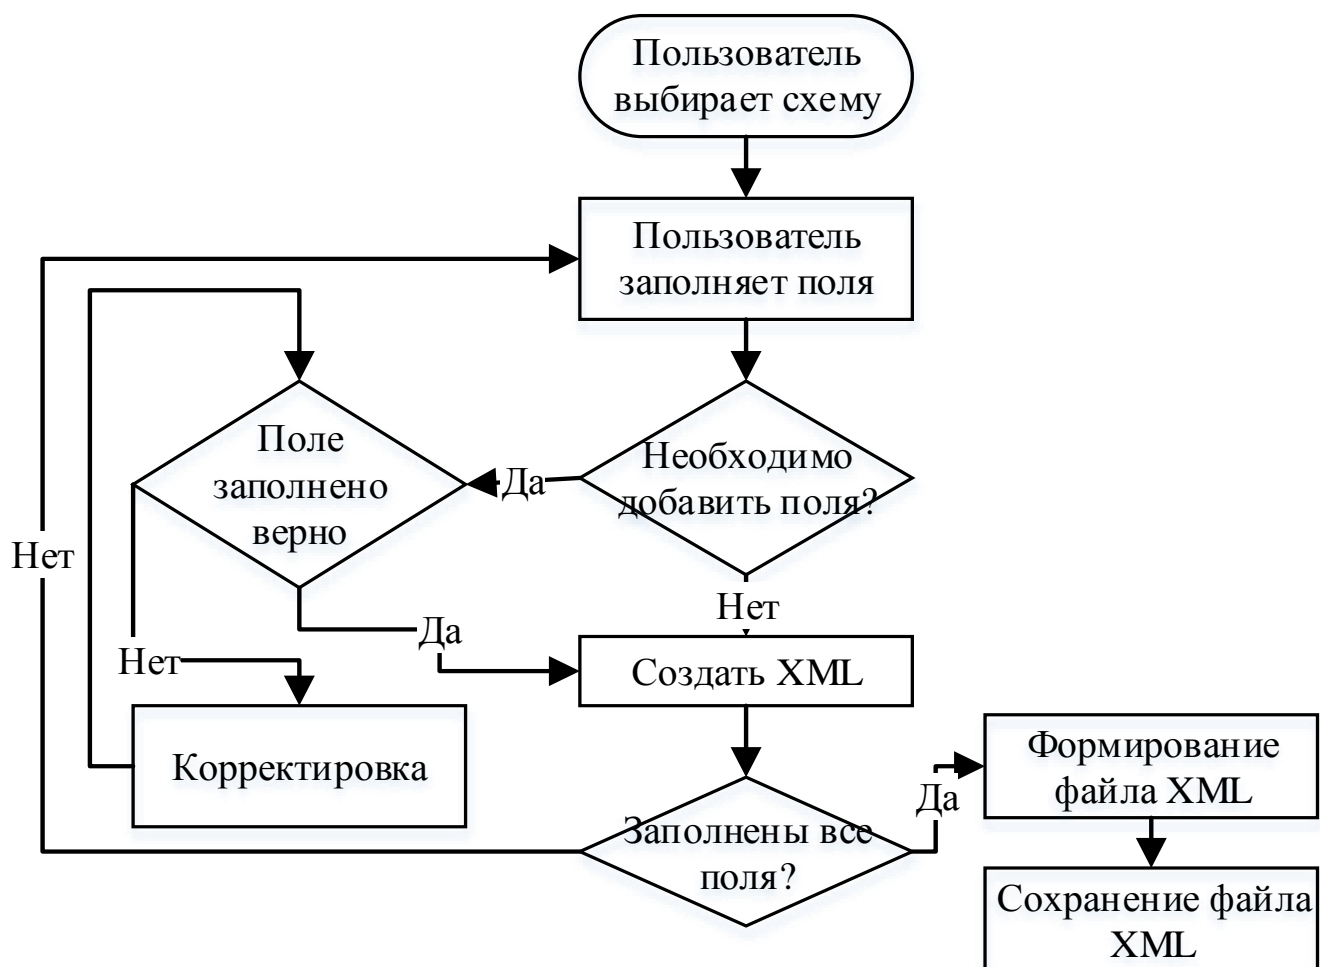 Пользователь
выбирает схему
Пользователь
заполняет поля
Поле
заполнено
верно
Да
Необходимо
добавить поля?
Нет
Нет
Да
Нет
Создать XML
Корректировка
Заполнены все
поля?
Да
Формирование
файла XML
Сохранение файла
XML